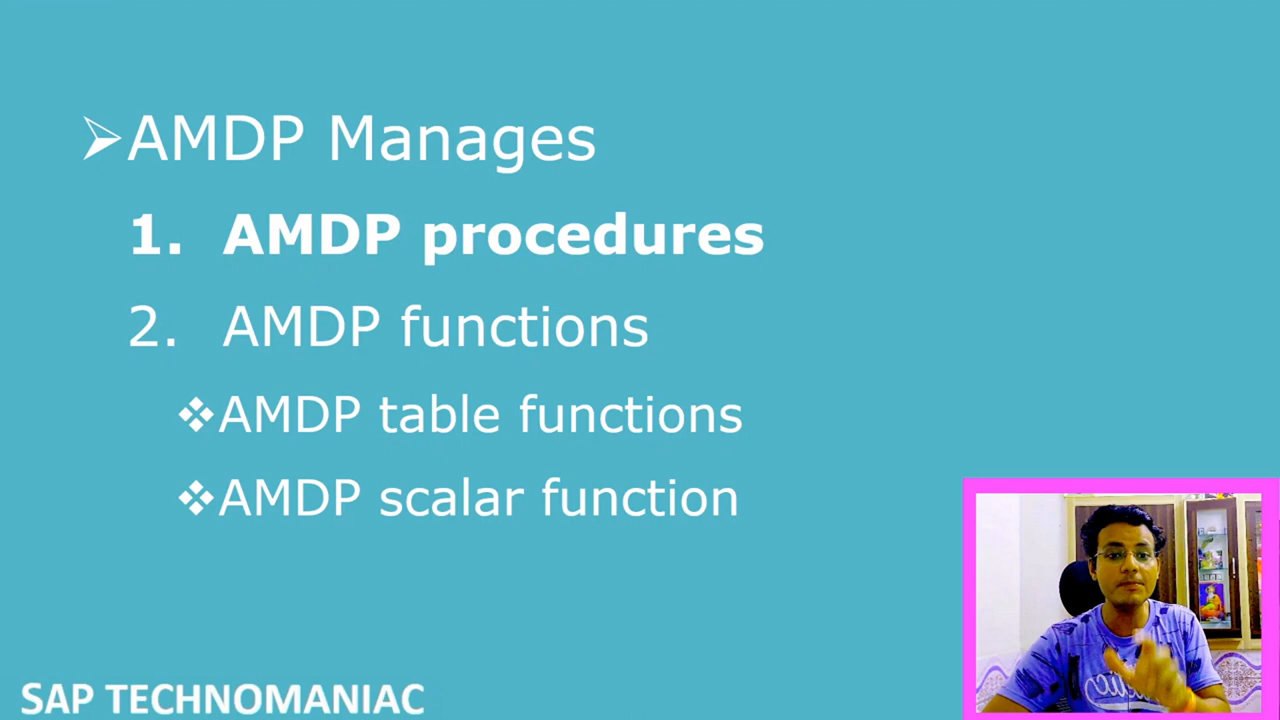 AMDP Manages
1. AMDP procedures
2. AMDP functions
AMDP table functions
AMDP scalar function
SAP TECHNOMANIAC